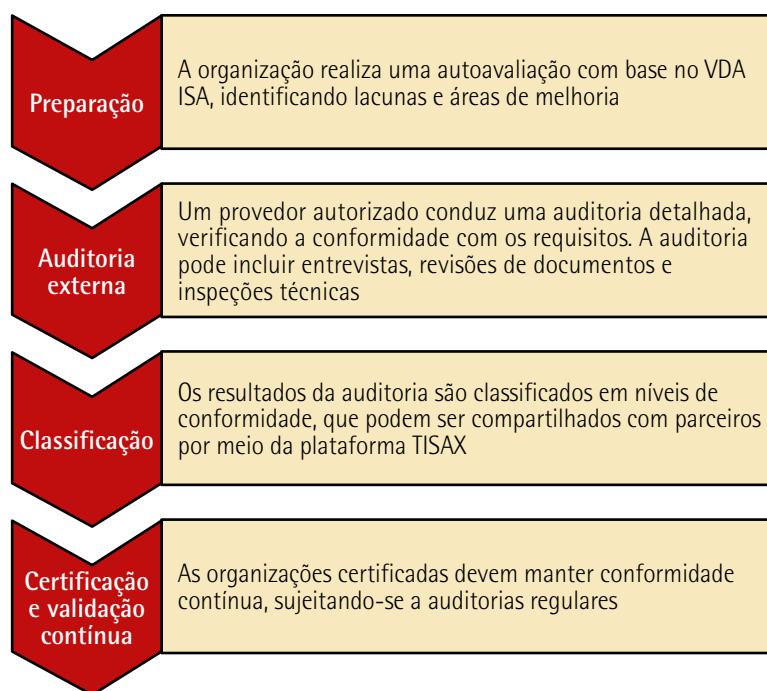 Preparação
A organização realiza uma autoavaliação com base no VDA
ISA, identificando lacunas e áreas de melhoria
Auditoria
externa
Um provedor autorizado conduz uma auditoria detalhada,
verificando a conformidade com os requisitos. A auditoria
pode incluir entrevistas, revisões de documentos e
inspeções técnicas
Classificação
Os resultados da auditoria são classificados em níveis de
conformidade, que podem ser compartilhados com parceiros
por meio da plataforma TISAX
Certificação
e validação
contínua
As organizações certificadas devem manter conformidade
contínua, sujeitando-se a auditorias regulares